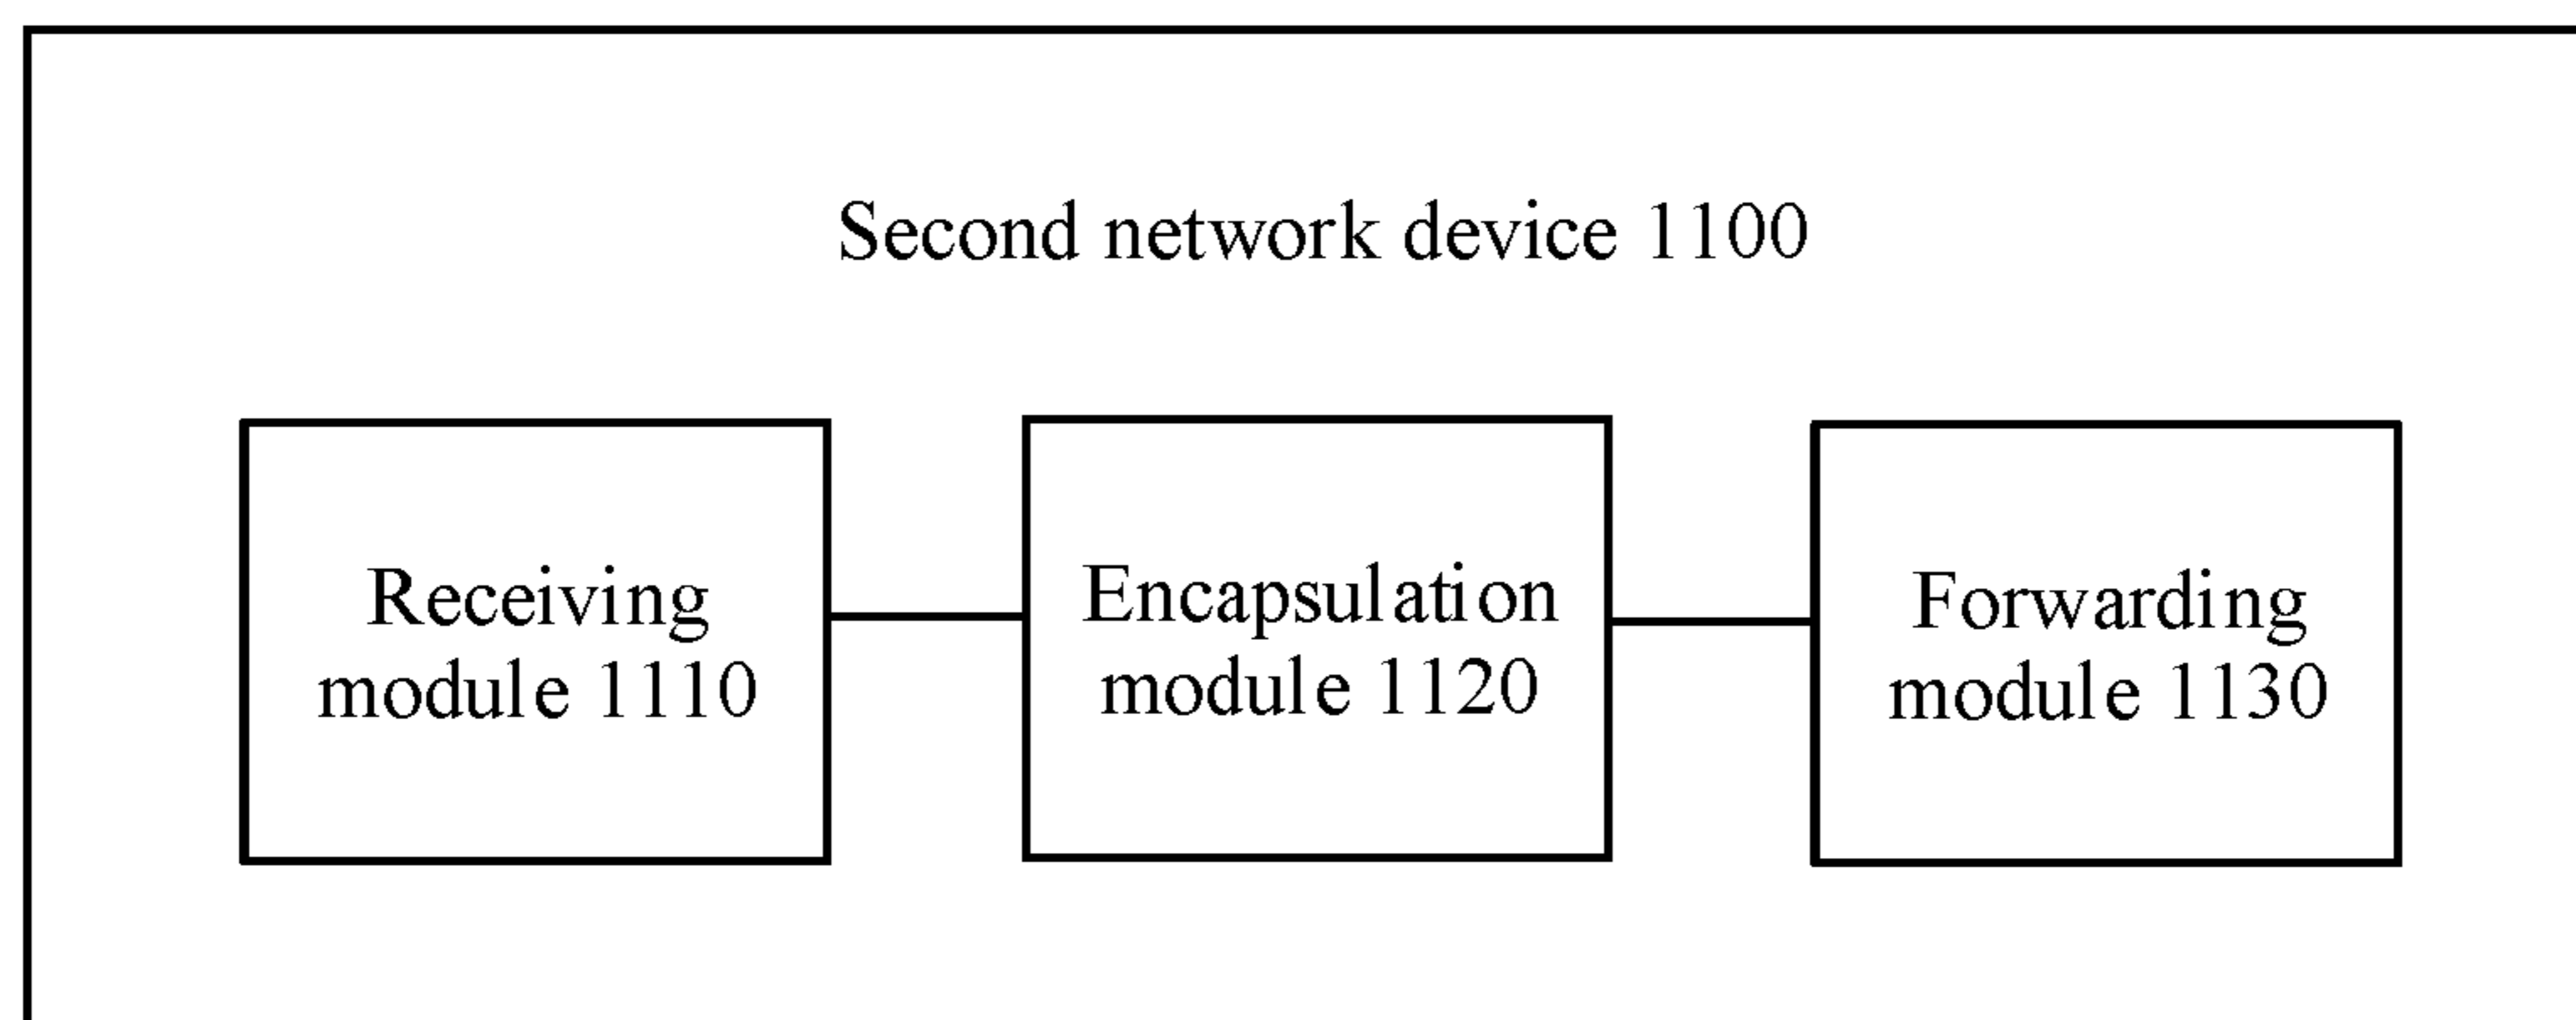 Second network device 1100
Receiving
module 1110
Encapsulation
module 1120
Forwarding
module 1130